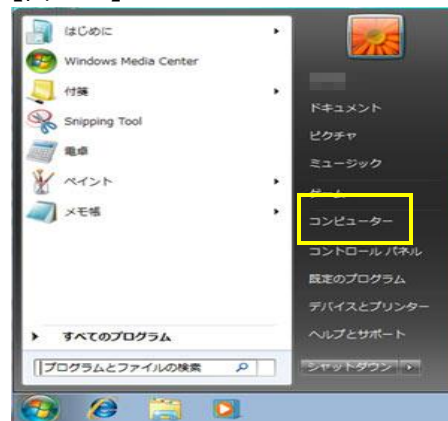 はじめに
Windows Media Center
付箋
Snipping Tool
電卓
ペイント
メモ帳
すべてのプログラム
プログラムとファイルの検索
ドキュメント
ピクチャ
ミュージック
ゲーム
コンピューター
コントロール パネル
既定のプログラム
デバイスとプリンター
ヘルプとサポート
シャットダウン